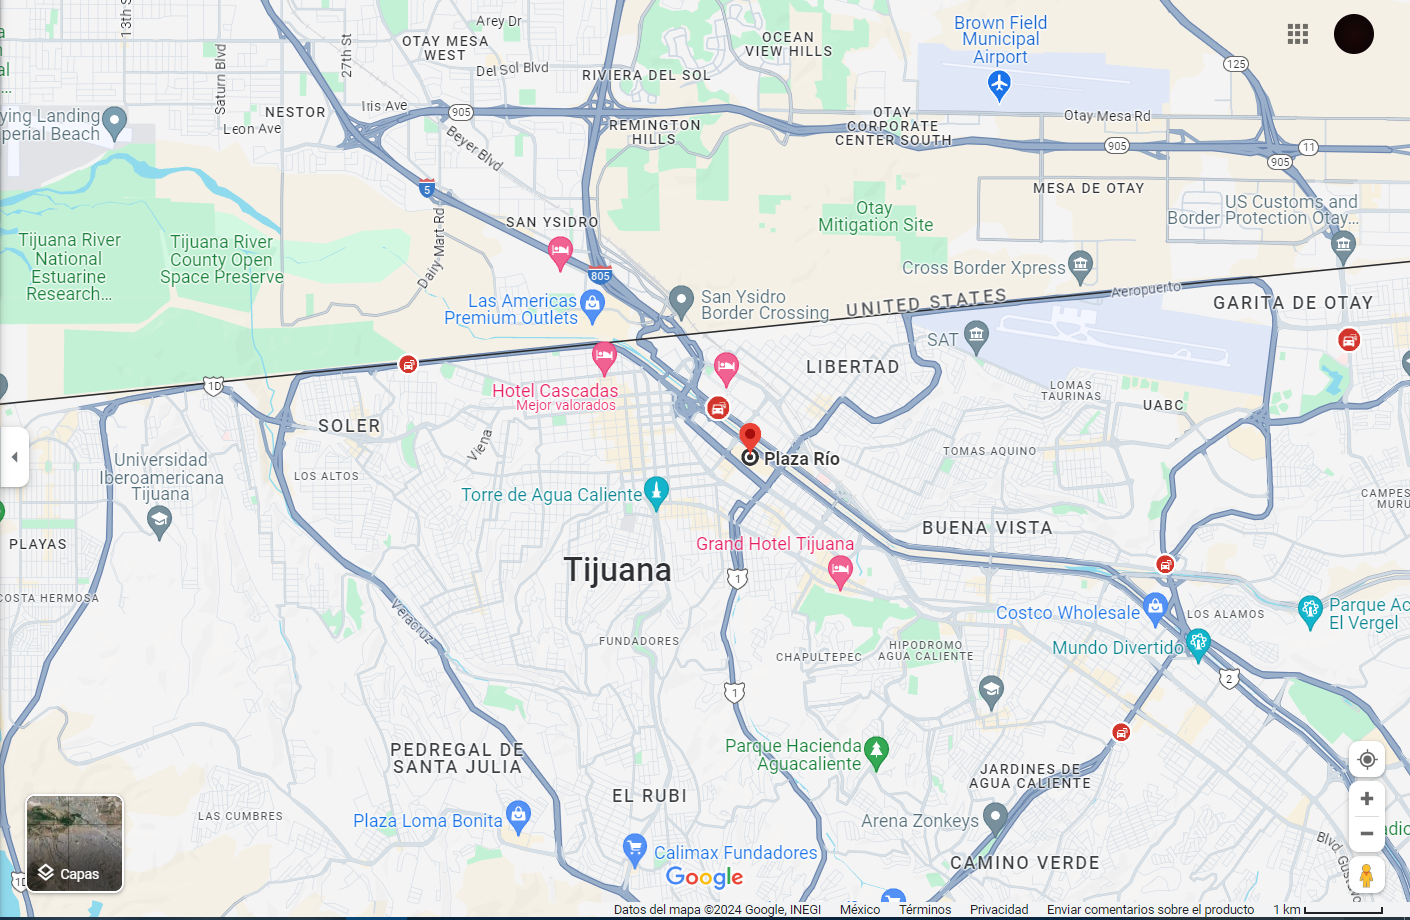 Arey Dr
13th S
OTAY MESA
WEST
27th St
Saturn Blvd
Del Sol Blvd
OCEAN
VIEW HILLS
RIVIERA DEL SOL
Brown Field
Municipal
Airport
125
NESTOR
Iris Ave
905
Leon Ave
Beyer Blvd
REMINGTON
HILLS
OTAY
CORPORATE
CENTER SOUTH
Otay Mesa Rd
905
11
905
ying Landing
perial Beach
5
MESA DE OTAY
SAN YSIDRO
Dairy Mart Rd
Otay
Mitigation Site
US Customs and
Border Protection Otay...
Tijuana River
National
Estuarine
Research...
Tijuana River
County Open
Space Preserve
805
Cross Border Xpress
Las Americas
Premium Outlets
San Ysidro
Border Crossing
UNITED STATES
Aeropuerto
GARITA DE OTAY
SAT
LIBERTAD
1D
Hotel Cascadas
Mejor valorados
LOMAS
TAURINAS
UABC
SOLER
Viena
Plaza Río
TOMAS AQUINO
Universidad
Iberoamericana
Tijuana
LOS ALTOS
Torre de Agua Caliente
CAMPES
MURU
PLAYAS
BUENA VISTA
Grand Hotel Tijuana
Tijuana
1
COSTA HERMOSA
Veracruz
Costco Wholesale
LOS ALAMOS
Parque Ac
El Vergel
FUNDADORES
CHAPULTEPEC
HIPODROMO
AGUA CALIENTE
Mundo Divertido
2
1
PEDREGAL DE
SANTA JULIA
Parque Hacienda
Aguacaliente
JARDINES DE
AGUA CALIENTE
EL RUBI
LAS CUMBRES
Plaza Loma Bonita
Arena Zonkeys
Blvd. Gust
adio
Calimax Fundadores
CAMINO VERDE
Capas
1D
Google
Datos del mapa ©2024 Google, INEGI México Términos Privacidad Enviar comentarios sobre el producto 1 km